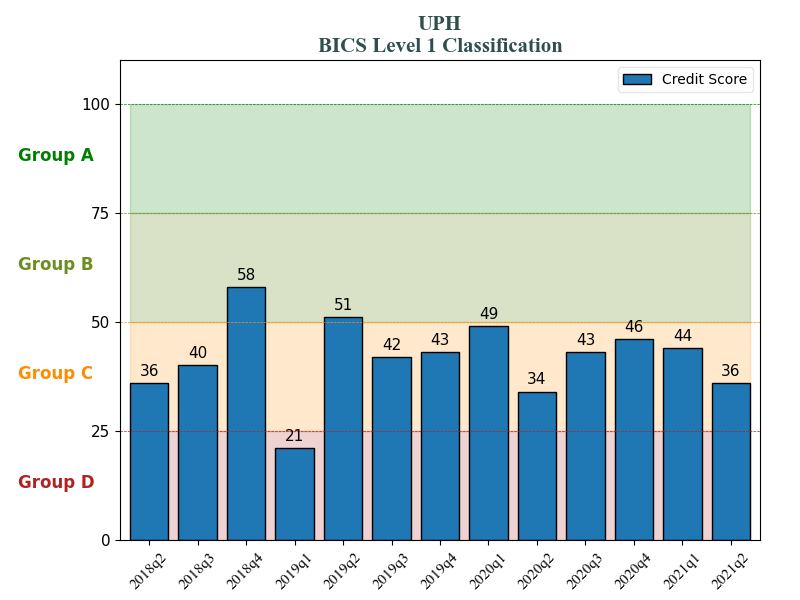 UPH
BICS Level 1 Classification
Credit Score
100
Group A
75
Group B
58
51
50
49
46
44
43
43
42
40
36
36
34
Group C
25
21
Group D
0
2018q2 2018q3 2018q4 2019q1 2019q2 2019q3 2019q4 2020q1 2020q2 2020q3 2020q4 2021q1 2021q2